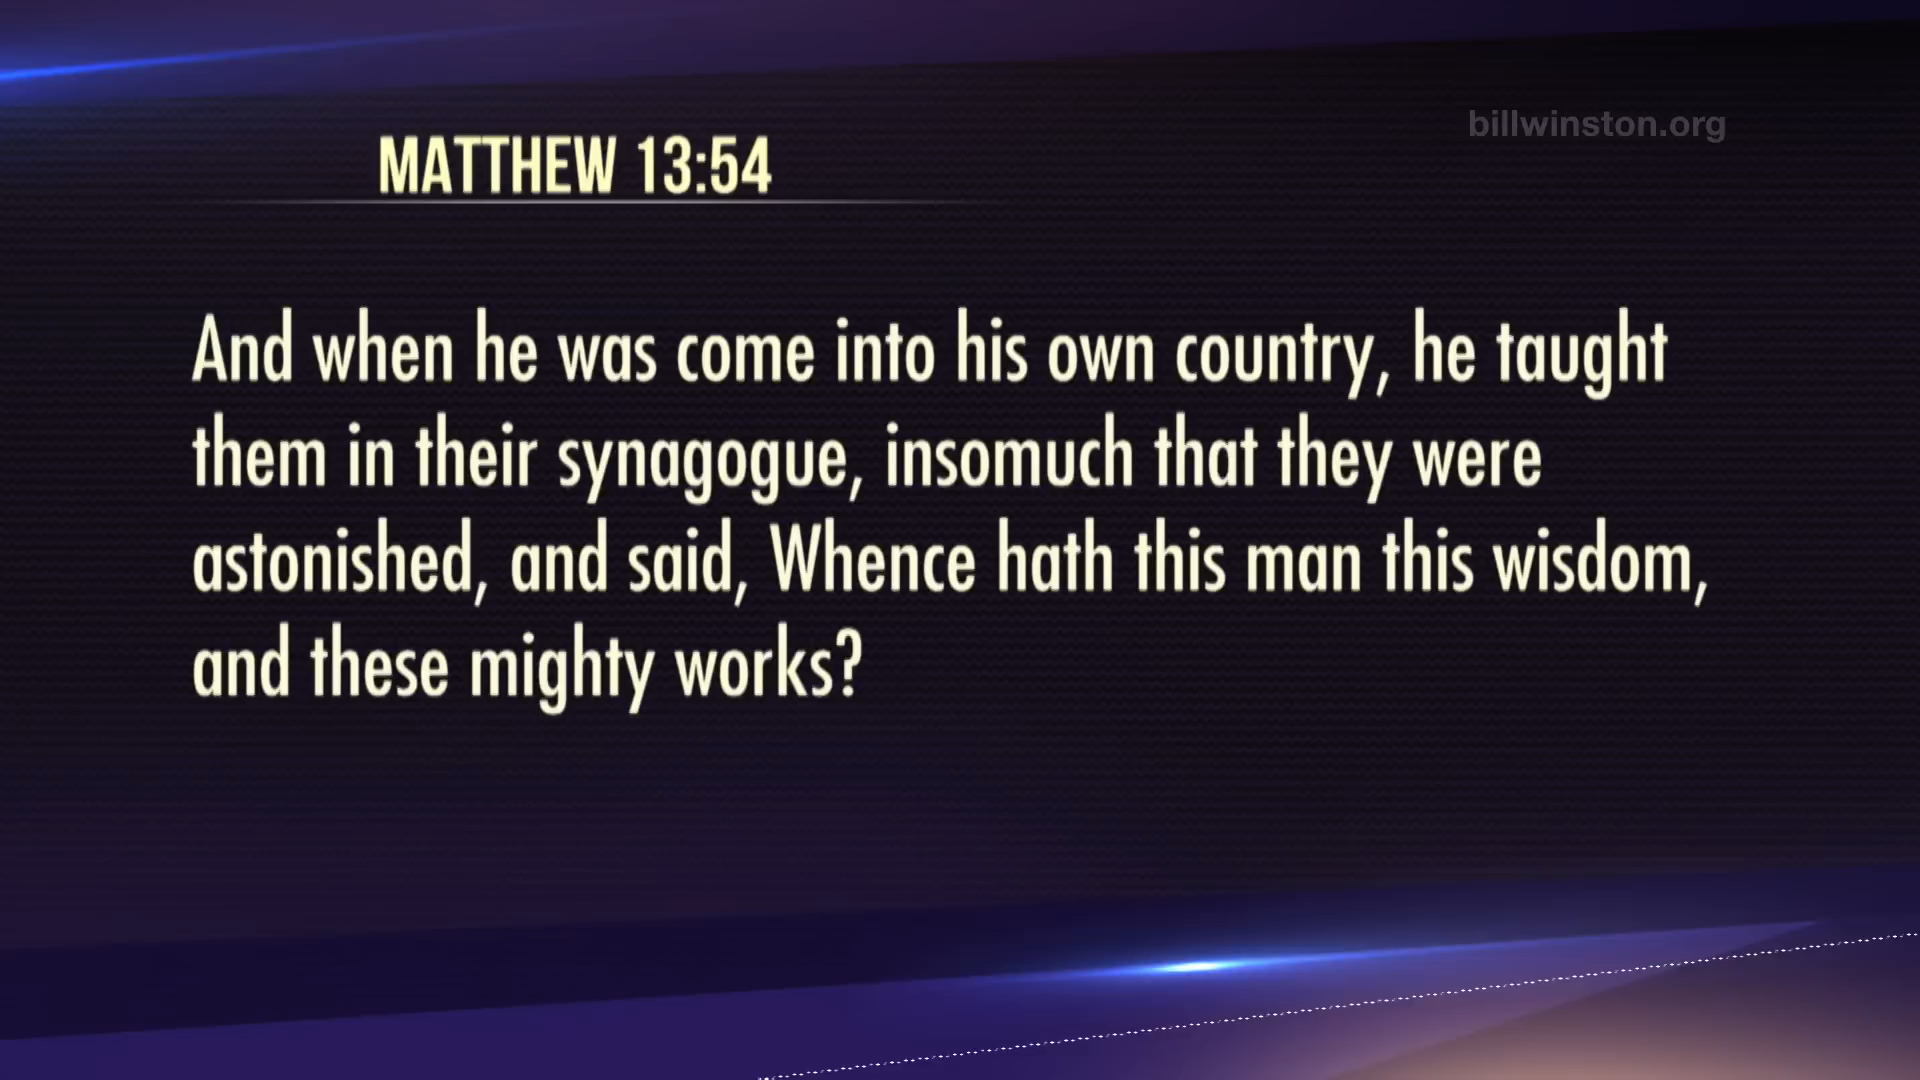 billwinston.org
MATTHEW 13:54
And when he was come into his own country, he taught
them in their synagogue, insomuch that they were
astonished, and said, Whence hath this man this wisdom,
and these mighty works?